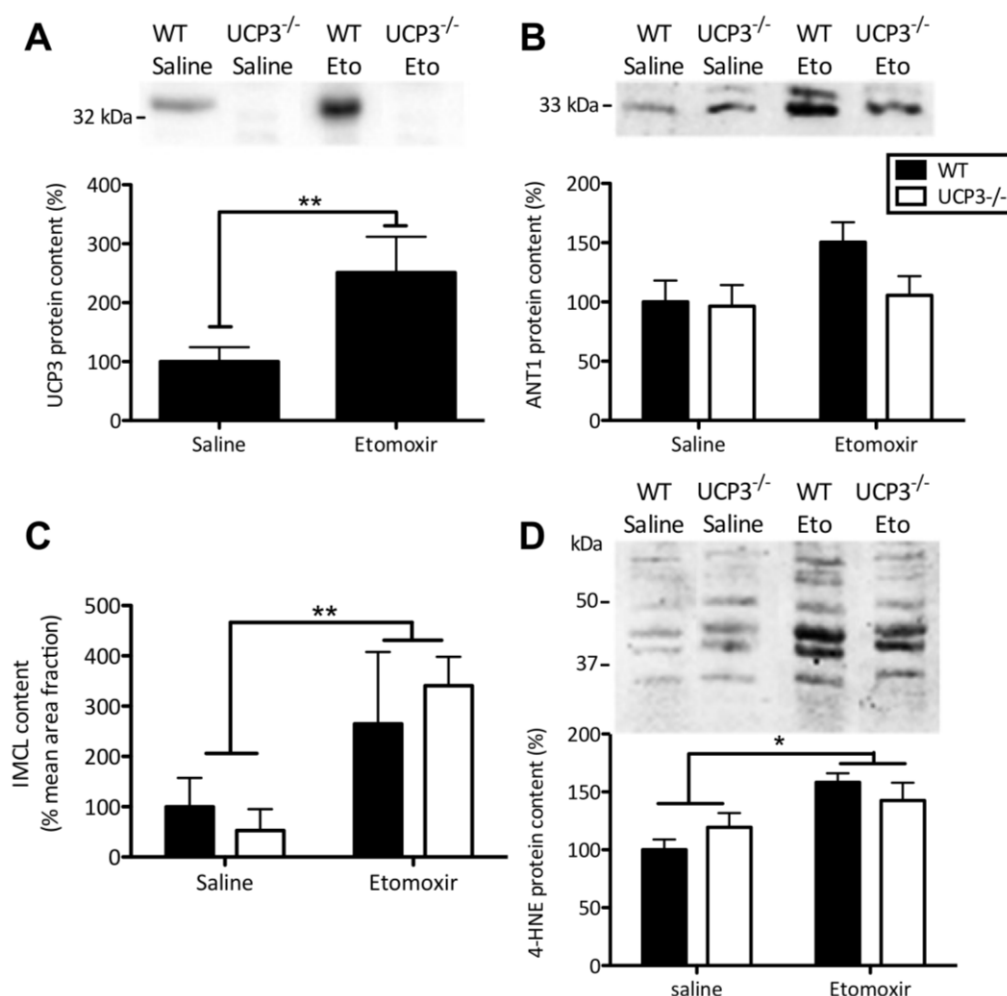 A
WT UCP3-/- WT UCP3-/-
Saline Saline Eto Eto
32 kDa
UCP3 protein content (%)
400
300
200
100
0
**
Saline Etomoxir
B
WT UCP3-/- WT UCP3-/-
Saline Saline Eto Eto
33 kDa
WT
UCP3-/-
ANT1 protein content (%)
200
150
100
50
0
Saline Etomoxir
C
IMCL content
(% mean area fraction)
500
400
300
200
100
0
**
Saline Etomoxir
D
WT UCP3-/- WT UCP3-/-
Saline Saline Eto Eto
kDa
50
37
4-HNE protein content (%)
200
150
100
50
0
*
saline Etomoxir